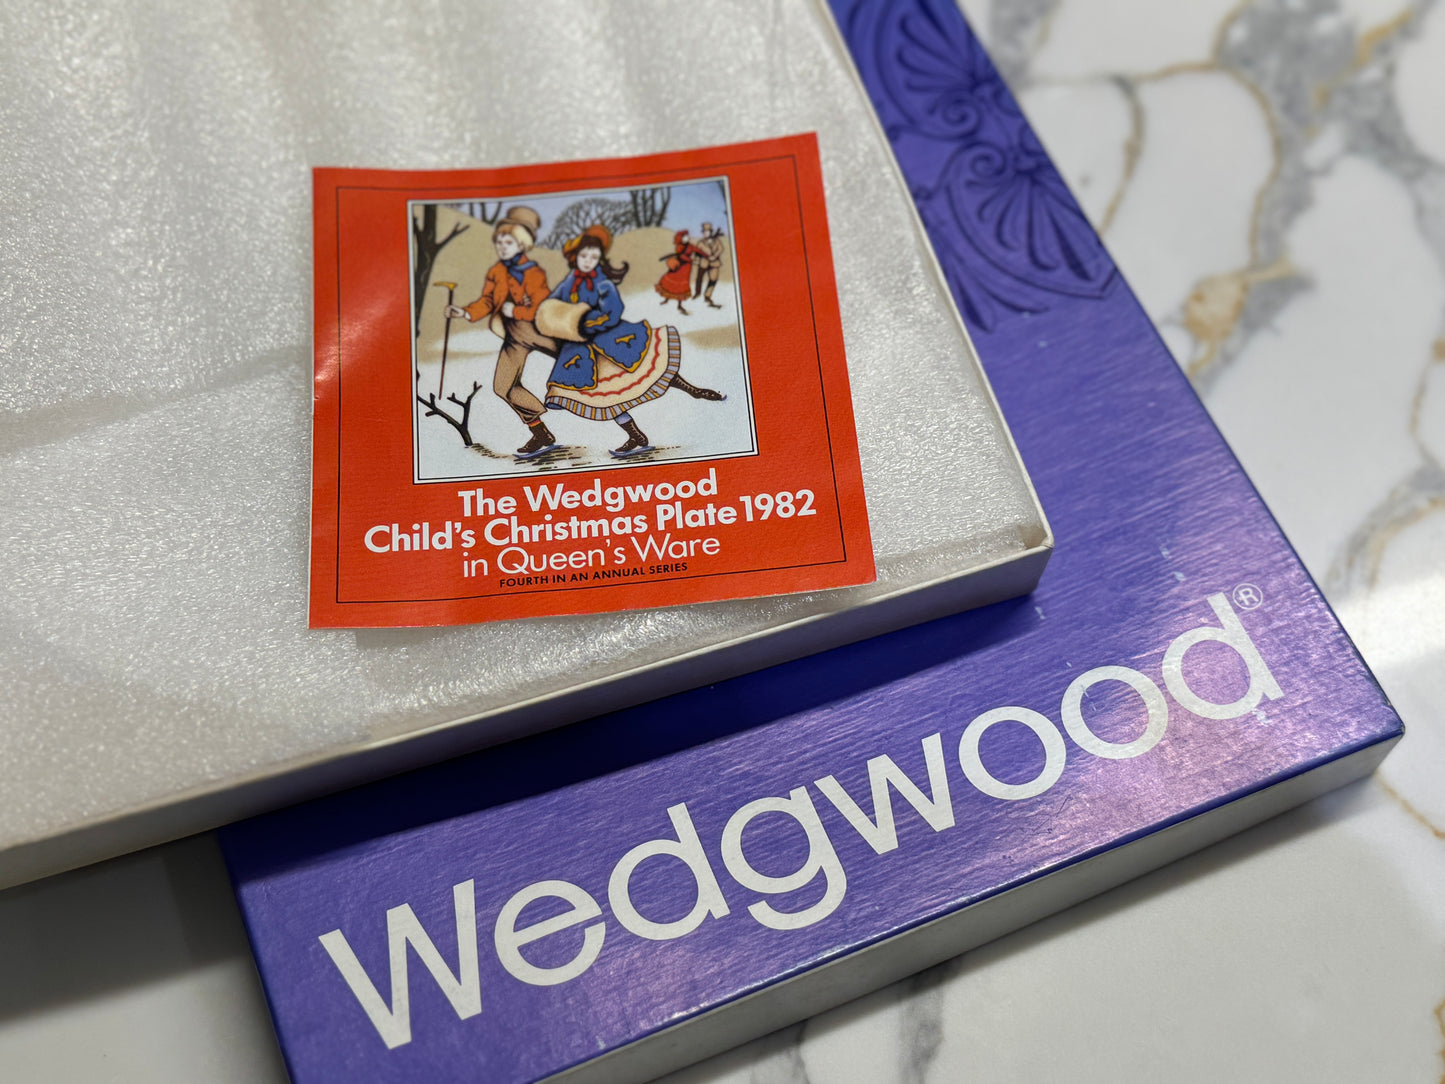 The Wedgwood
Child's Christmas Plate 1982
in Queen's Ware
FOURTH IN AN ANNUAL SERIES
Wedgwood®